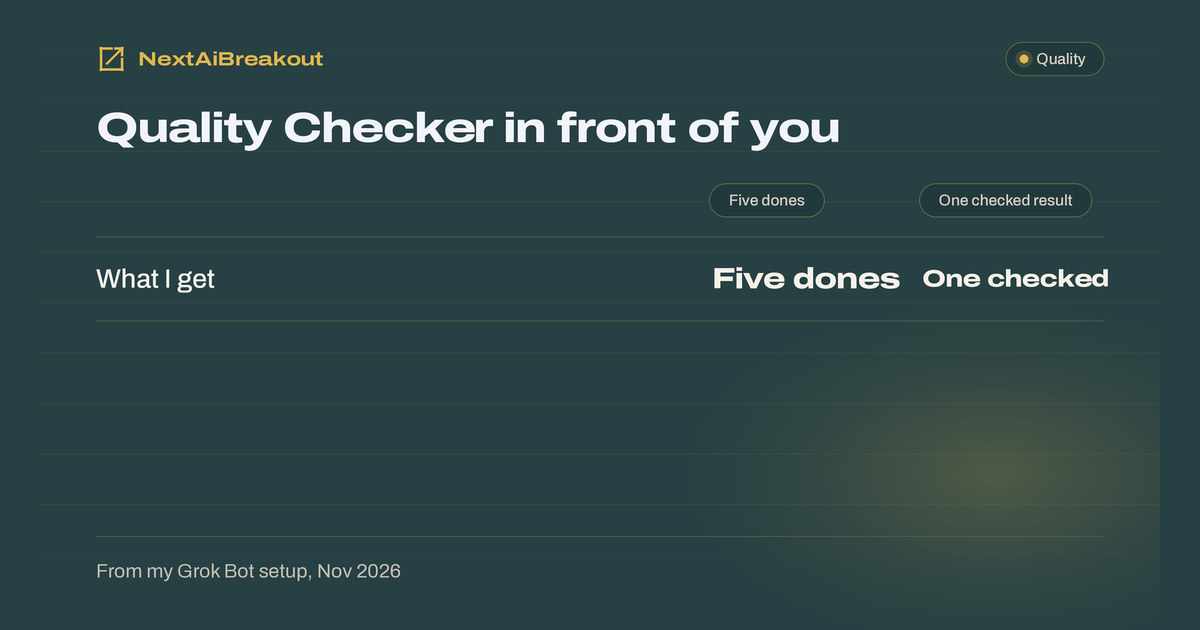 NextAiBreakout
Quality
Quality Checker in front of you
Five dones
One checked result
What I get
Five dones
One checked
From my Grok Bot setup, Nov 2026